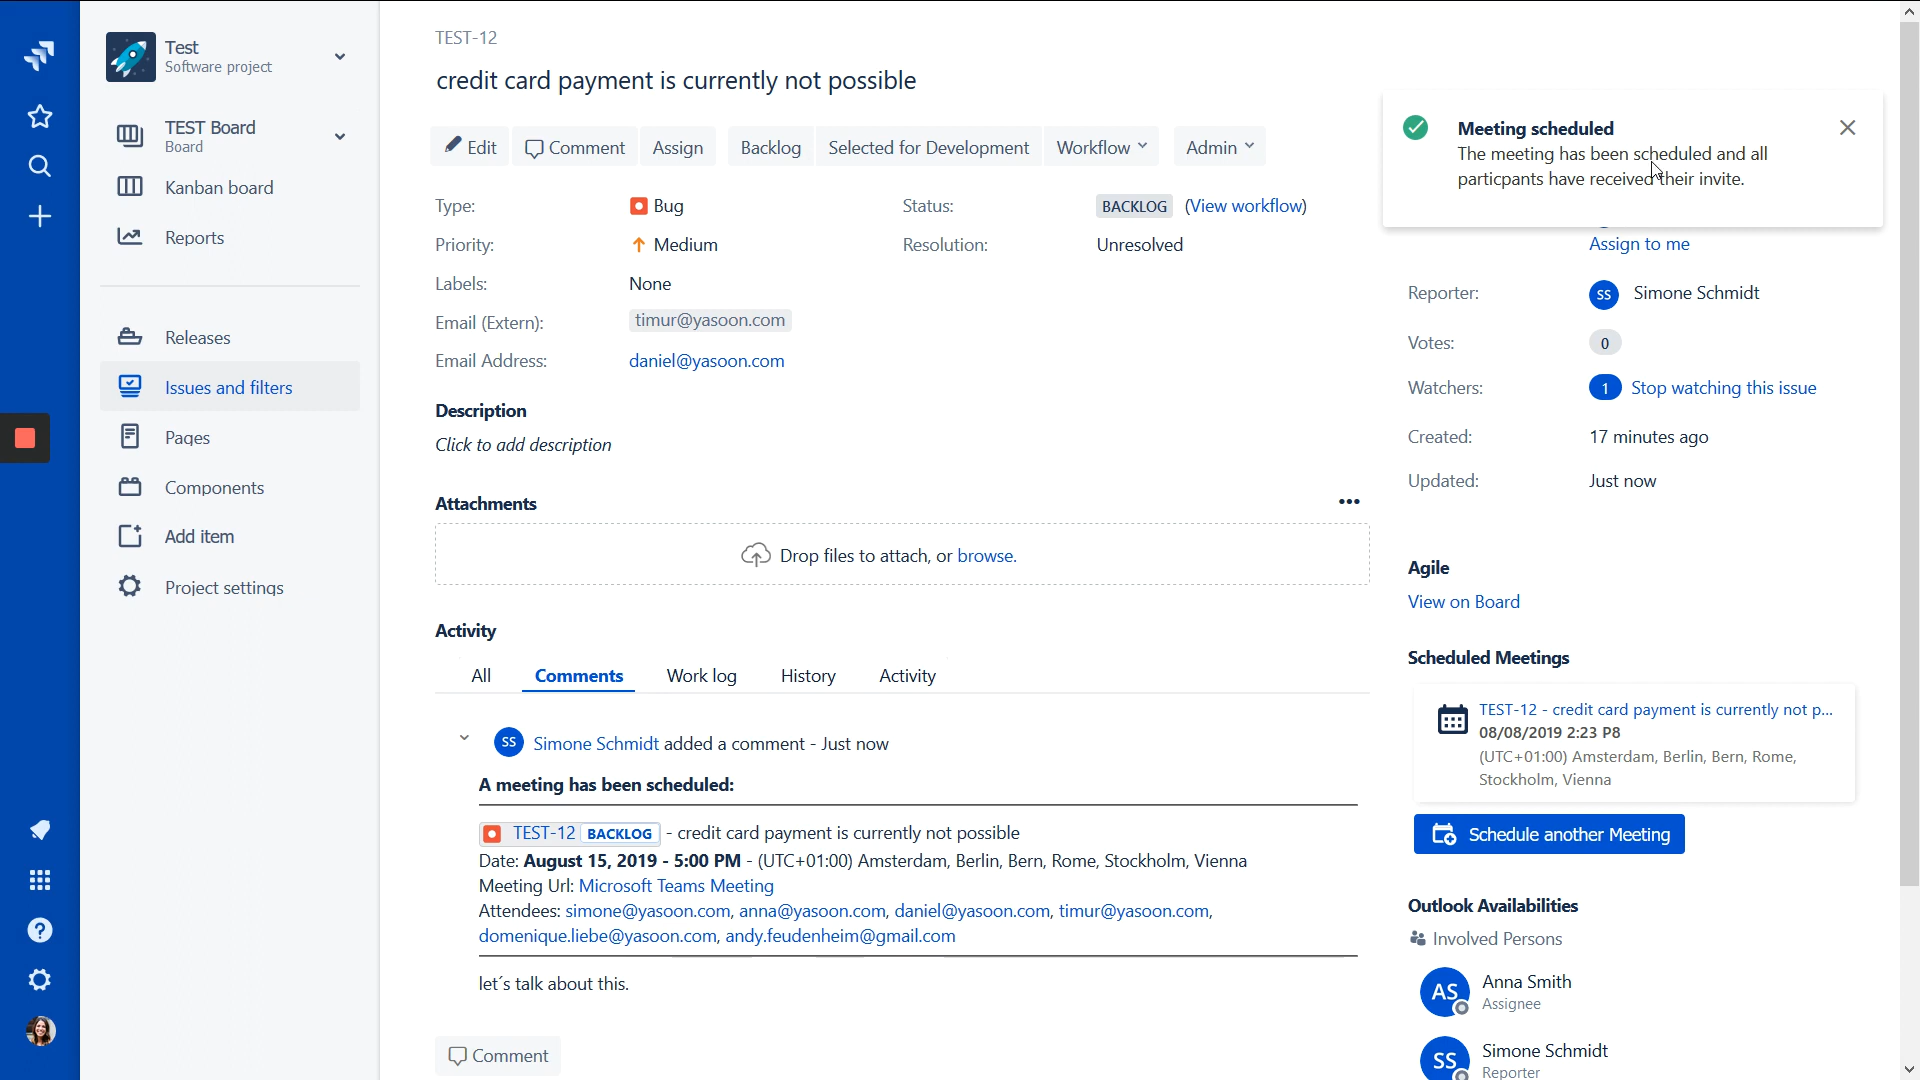 Test
Software project
TEST Board
Board
Kanban board
Reports
Releases
Issues and filters
Pages
Components
Add item
Project settings
TEST-12
credit card payment is currently not possible
Edit
Comment
Assign
Backlog
Selected for Development
Workflow
Admin
Type:
Bug
Status:
BACKLOG (View workflow)
Priority:
Medium
Resolution:
Unresolved
Labels:
None
Email (Extern):
timur@yasoon.com
Email Address:
daniel@yasoon.com
Description
Click to add description
Attachments
Drop files to attach, or browse.
Activity
All
Comments
Work log
History
Activity
SS
Simone Schmidt added a comment - Just now
A meeting has been scheduled:
TEST-12 BACKLOG - credit card payment is currently not possible
Date: August 15, 2019 - 5:00 PM - (UTC+01:00) Amsterdam, Berlin, Bern, Rome, Stockholm, Vienna
Meeting Url: Microsoft Teams Meeting
Attendees: simone@yasoon.com, anna@yasoon.com, daniel@yasoon.com, timur@yasoon.com,
domenique.liebe@yasoon.com, andy.feudenheim@gmail.com
let´s talk about this.
Comment
Meeting scheduled
The meeting has been scheduled and all
particpants have received their invite.
Assign to me
Reporter:
SS Simone Schmidt
Votes:
0
Watchers:
1 Stop watching this issue
Created:
17 minutes ago
Updated:
Just now
Agile
View on Board
Scheduled Meetings
TEST-12 - credit card payment is currently not p...
08/08/2019 2:23 P8
(UTC+01:00) Amsterdam, Berlin, Bern, Rome,
Stockholm, Vienna
Schedule another Meeting
Outlook Availabilities
Involved Persons
AS
Anna Smith
Assignee
SS
Simone Schmidt
Reporter